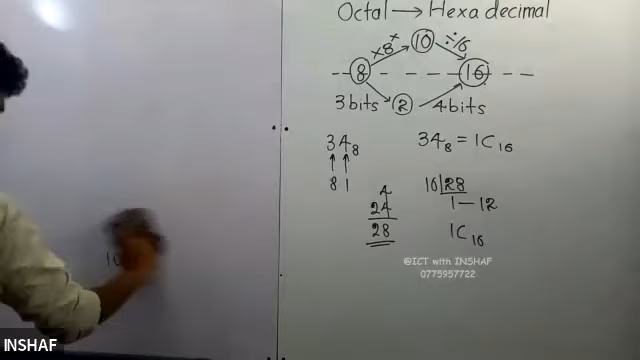 Octal → Hexa decimal
×8ˣ 10 ÷16
8 16
3 bits 2 4 bits
34₈ 34₈ = 1C₁₆
8 1
4
24
28
16 28
1 — 12
1C₁₆
@ICT with INSHAF
0775957722
INSHAF